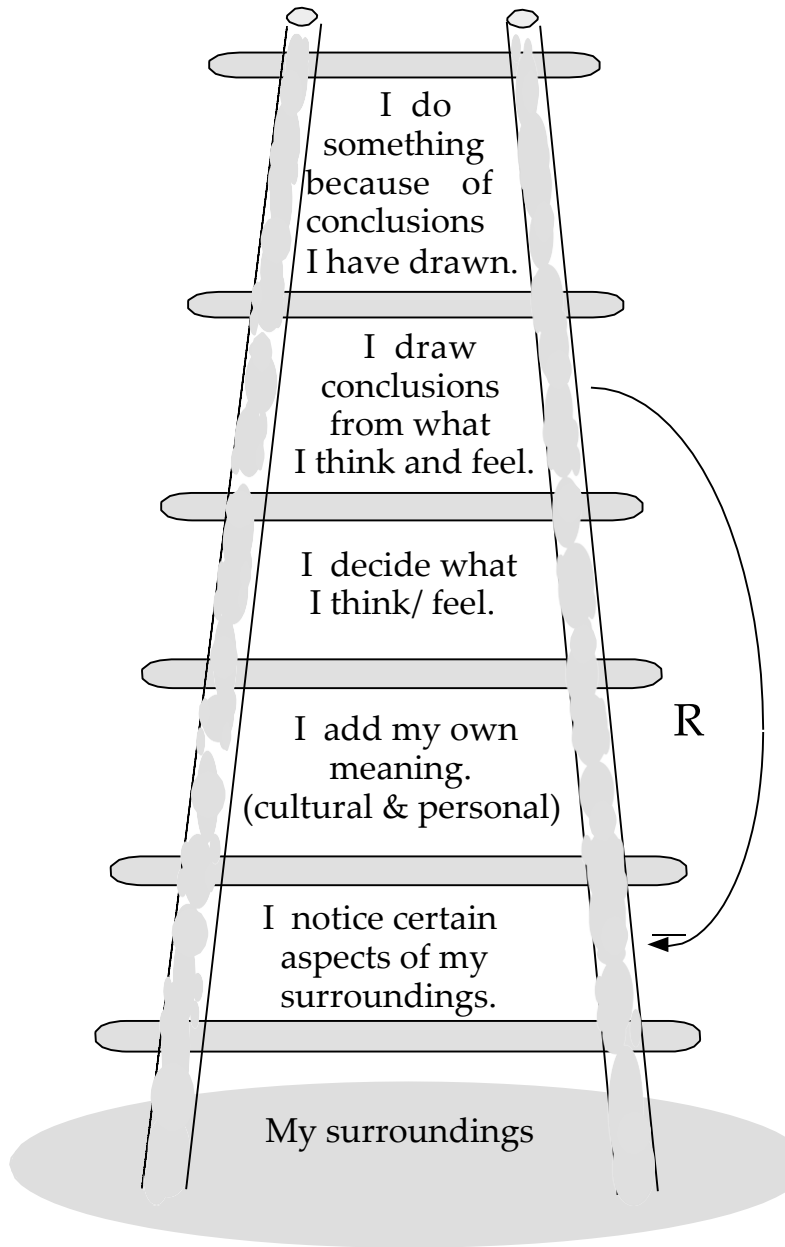 I do
something
because of
conclusions
I have drawn.
I draw
conclusions
from what
I think and feel.
I decide what
I think/ feel.
I add my own
meaning.
(cultural & personal)
R
I notice certain
aspects of my
surroundings.
My surroundings